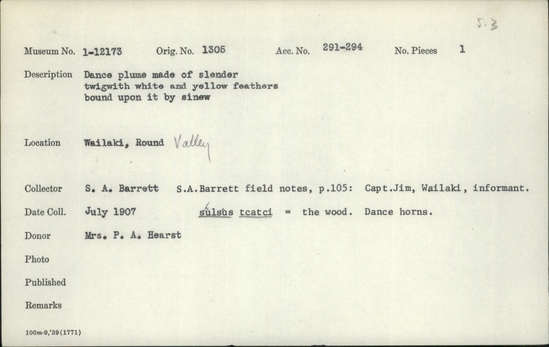 5.3
Museum No. 1-12173 Orig. No. 1305 Acc. No. 291-294 No. Pieces 1
Description Dance plume made of slender
twigwith white and yellow feathers
bound upon it by sinew
Location Wailaki, Round Valley
Collector S. A. Barrett S.A.Barrett field notes, p.105: Capt.Jim, Wailaki, informant.
Date Coll. July 1907 súlsŭs tcatci = the wood. Dance horns.
Donor Mrs. P. A. Hearst
Photo
Published
Remarks
100m-9,'39(1771)